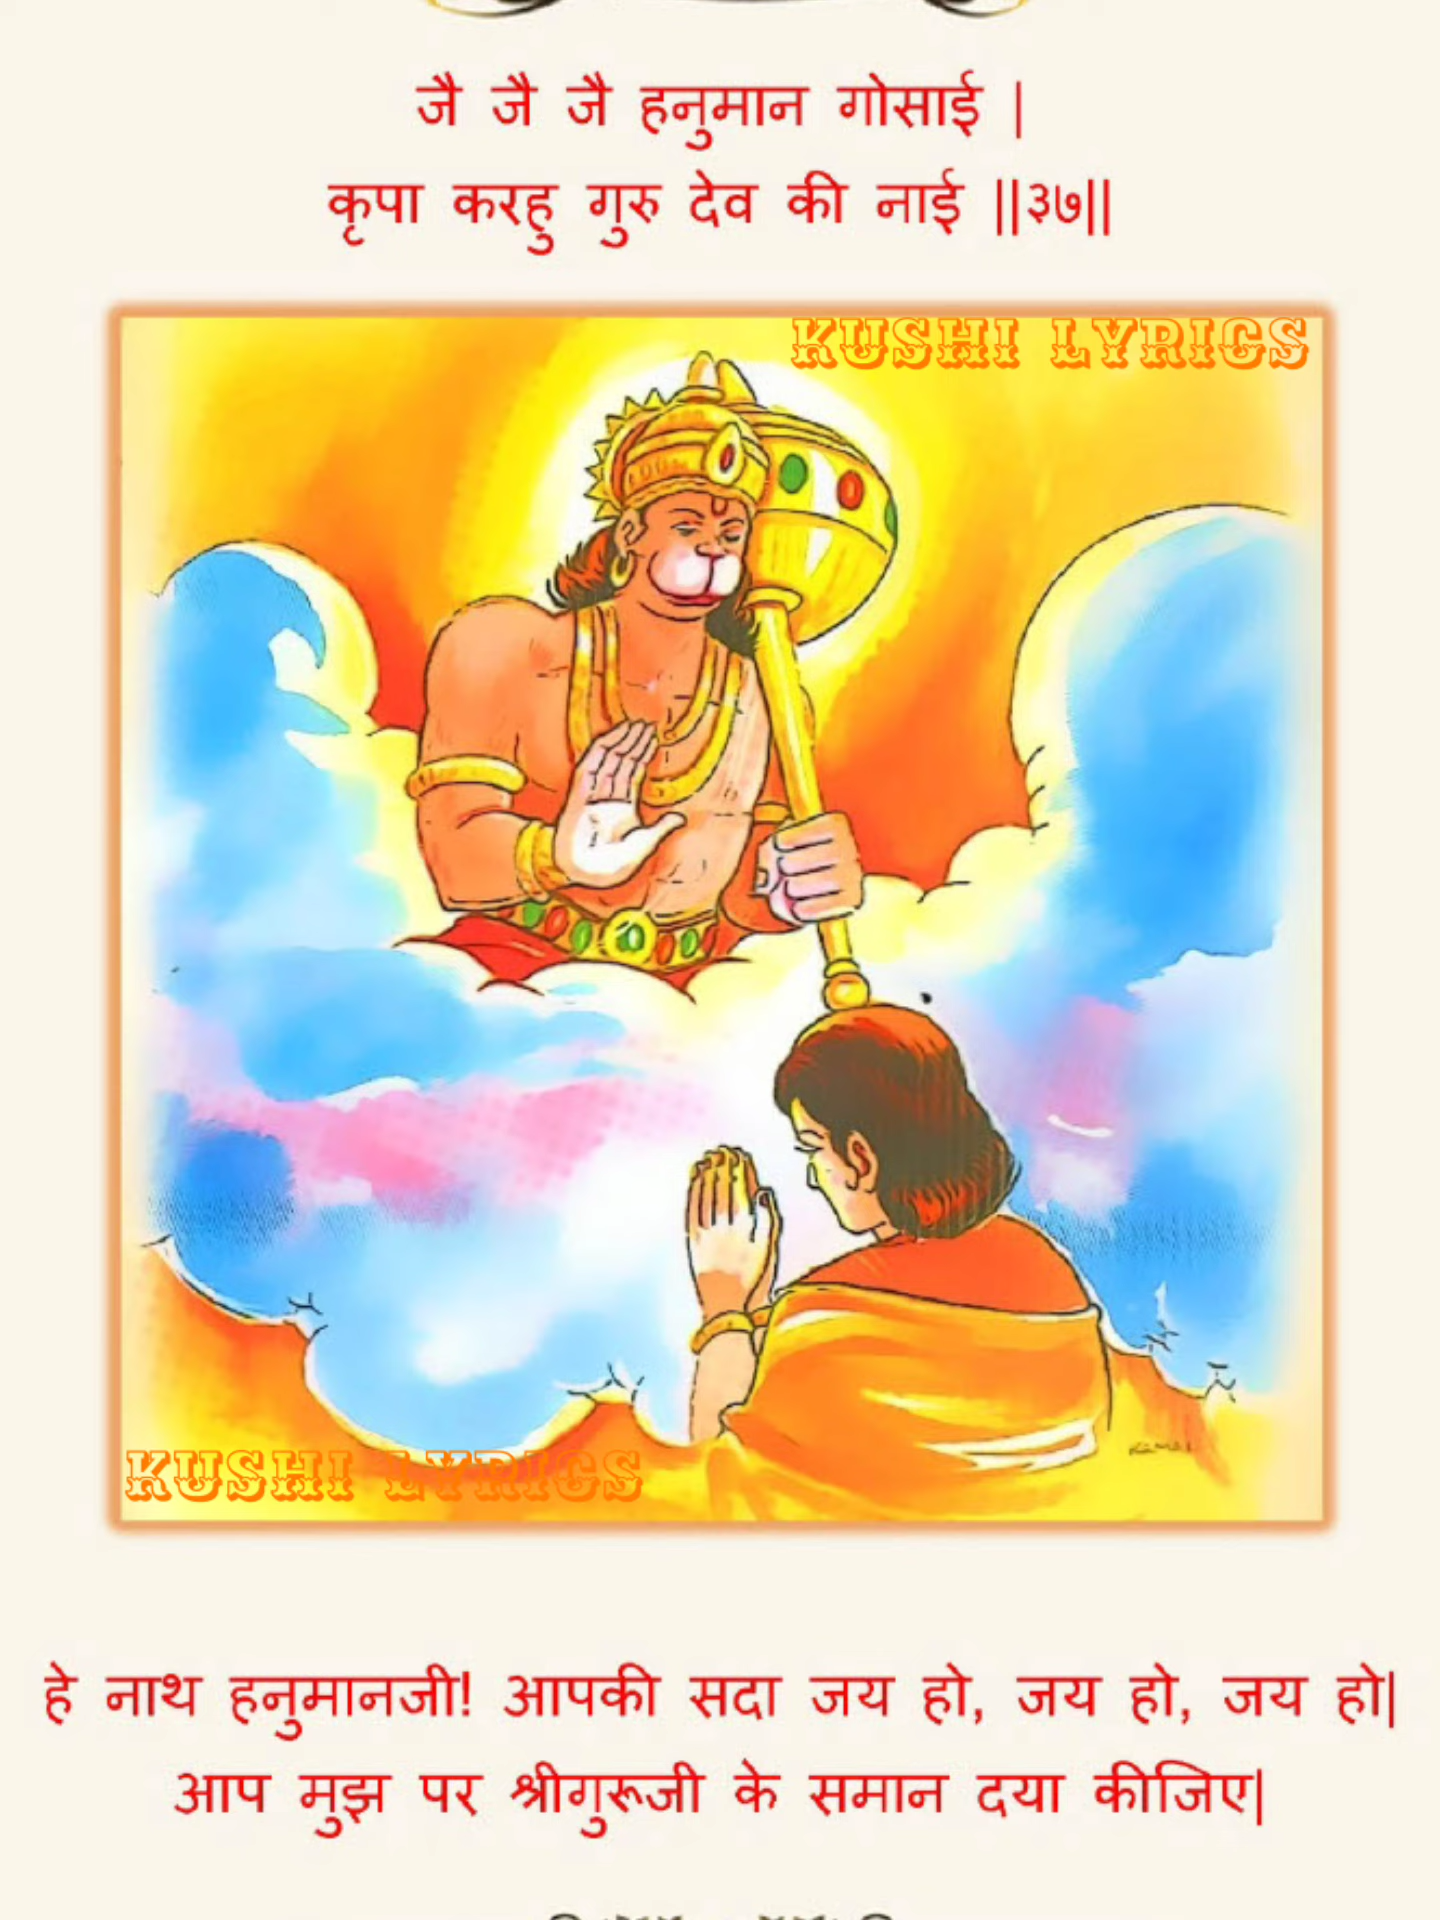 जै जै जै हनुमान गोसाई |
कृपा करहु गुरु देव की नाई ||३७||
KUSHI LYRICS
KUSHI LYRICS
हे नाथ हनुमानजी! आपकी सदा जय हो, जय हो, जय हो|
आप मुझ पर श्रीगुरूजी के समान दया कीजिए|